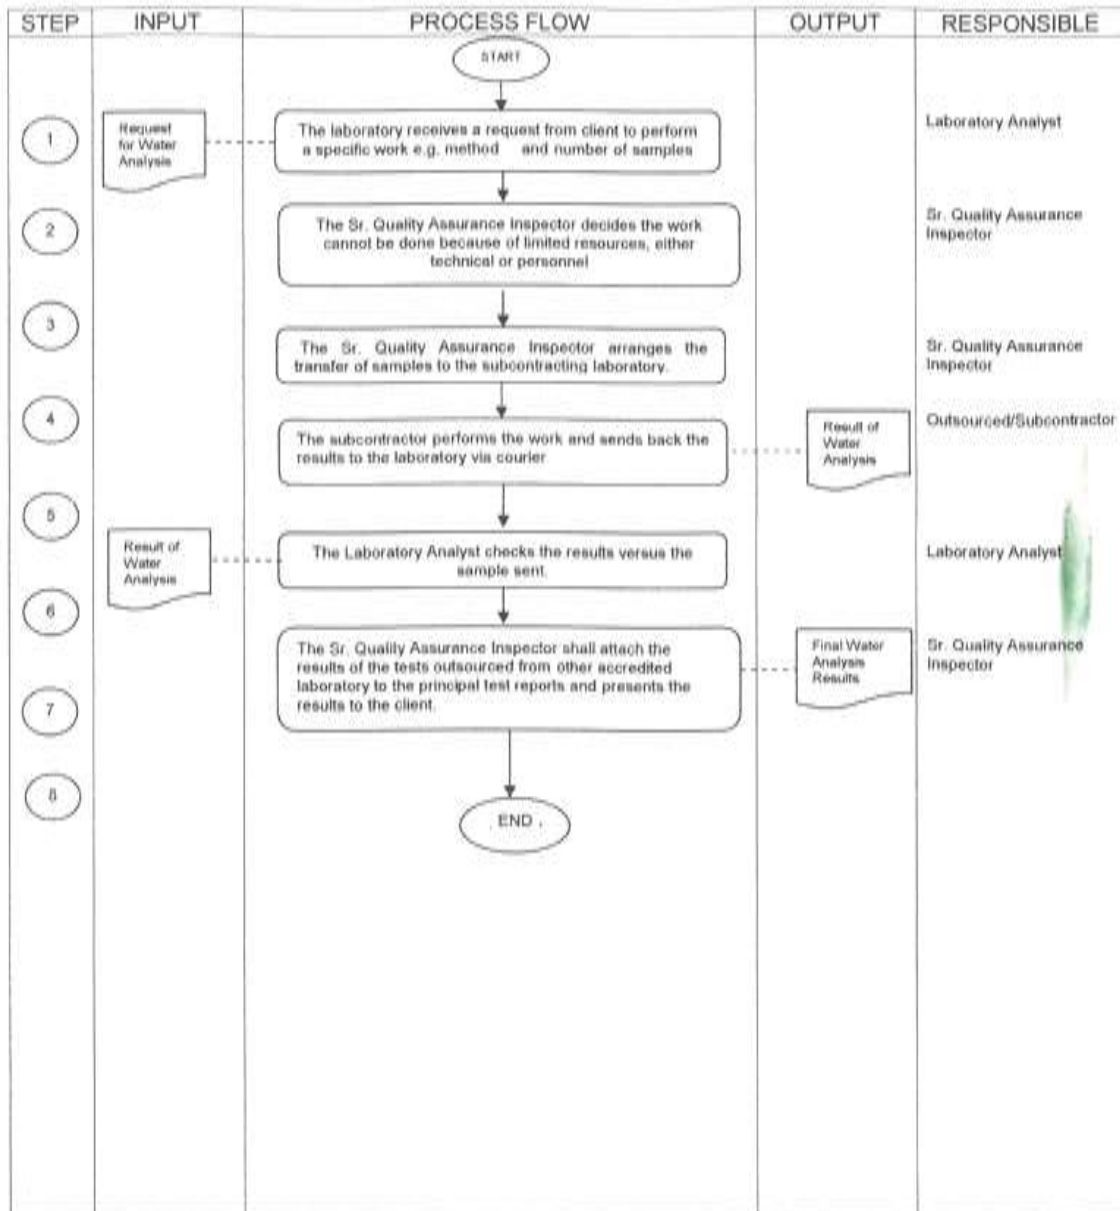 STEP INPUT PROCESS FLOW OUTPUT RESPONSIBLE
START
1
Request
for Water
Analysis
The laboratory receives a request from client to perform
a specific work e.g. method and number of samples
Laboratory Analyst
2
The Sr. Quality Assurance Inspector decides the work
cannot be done because of limited resources, either
technical or personnel
Sr. Quality Assurance
Inspector
3
The Sr. Quality Assurance Inspector arranges the
transfer of samples to the subcontracting laboratory.
Sr. Quality Assurance
Inspector
4
The subcontractor performs the work and sends back the
results to the laboratory via courier
Result of
Water
Analysis
Outsourced/Subcontractor
5
Result of
Water
Analysis
The Laboratory Analyst checks the results versus the
sample sent.
Laboratory Analyst
6
The Sr. Quality Assurance Inspector shall attach the
results of the tests outsourced from other accredited
laboratory to the principal test reports and presents the
results to the client.
Final Water
Analysis
Results
Sr. Quality Assurance
Inspector
7
8
END